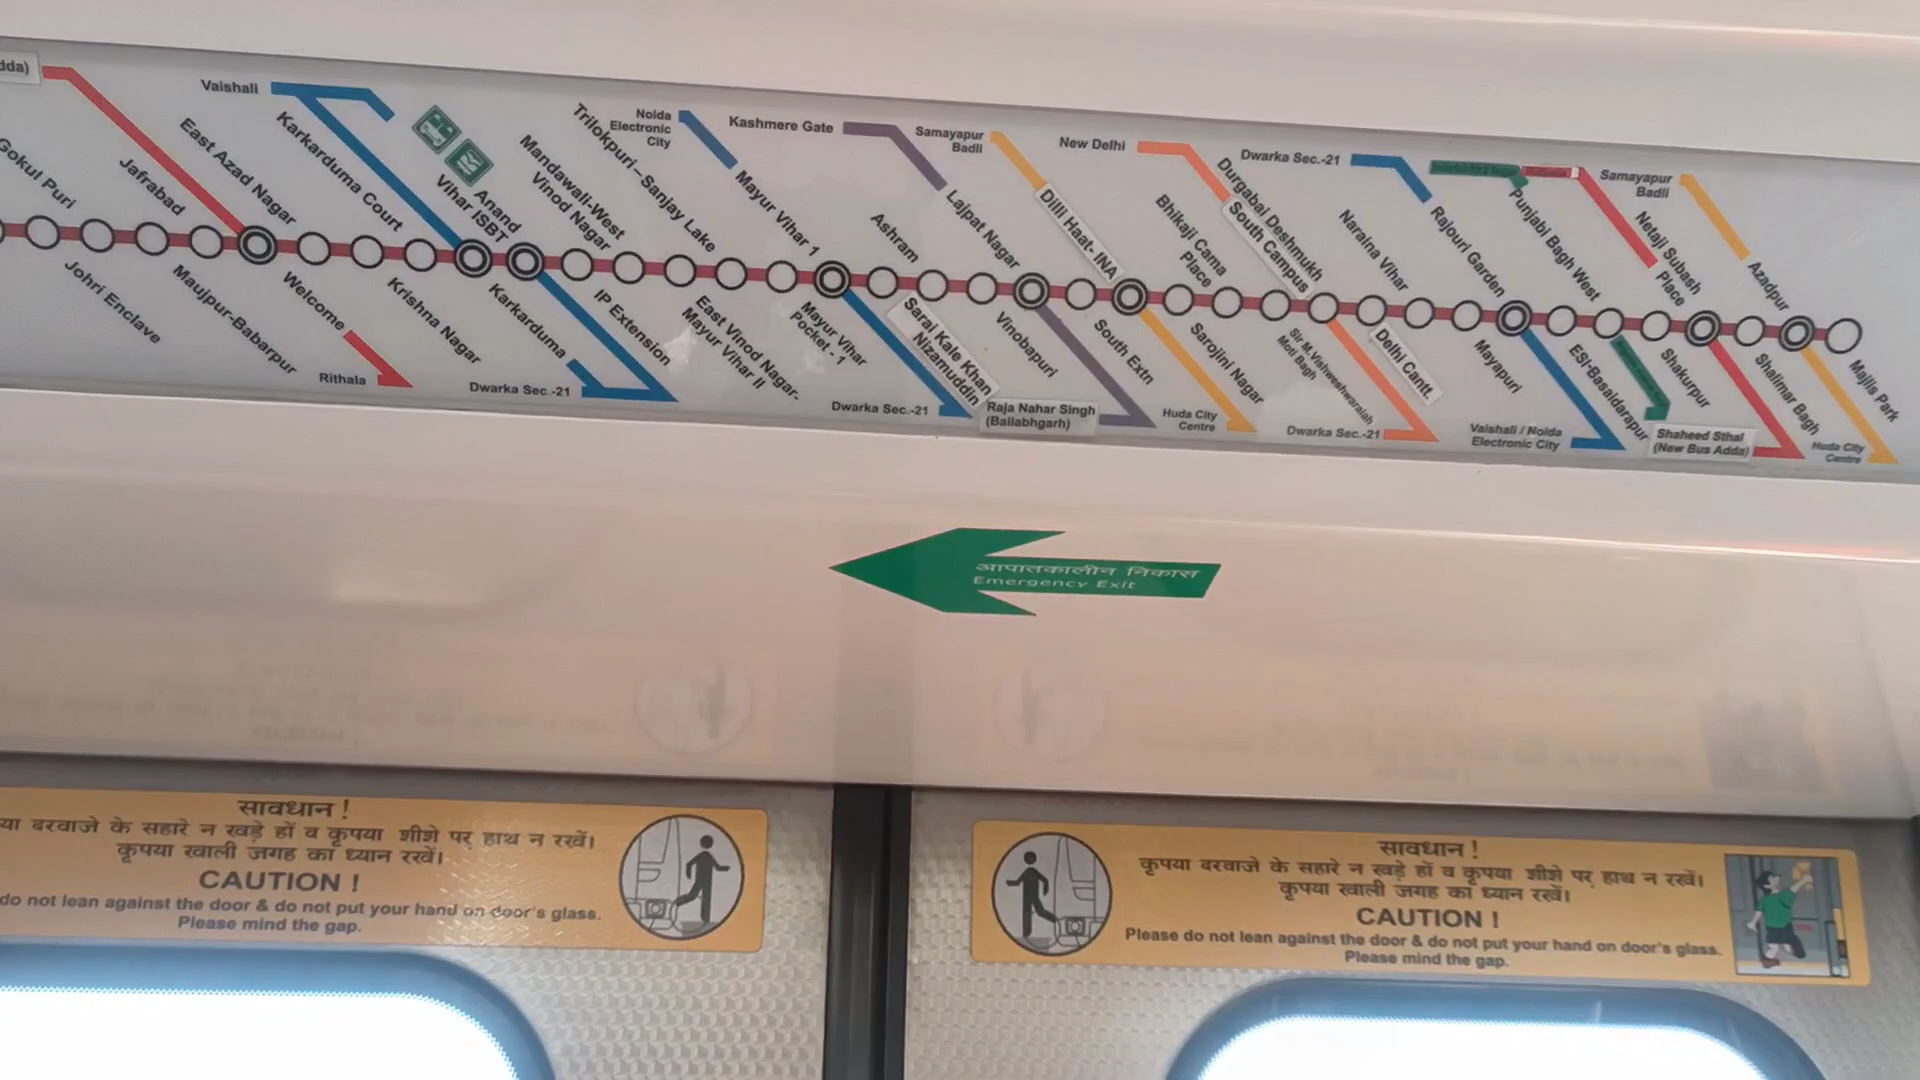 dda)
Gokul Puri
Johri Enclave
Jafrabad
Maujpur-Babarpur
East Azad Nagar
Welcome
Rithala
Vaishali
Karkarduma Court
Krishna Nagar
Karkarduma
Dwarka Sec.-21
Anand
Vihar ISBT
IP Extension
Mandawali-West
Vinod Nagar
East Vinod Nagar-
Mayur Vihar II
Trilokpuri–Sanjay Lake
Noida
Electronic
City
Mayur Vihar 1
Mayur Vihar
Pocket - 1
Dwarka Sec.-21
Ashram
Sarai Kale Khan
Nizamuddin
Kashmere Gate
Lajpat Nagar
Vinobapuri
Raja Nahar Singh
(Ballabhgarh)
South Extn
Samayapur
Badli
Dilli Haat- INA
Sarojini Nagar
Huda City
Centre
Bhikaji Cama
Place
New Delhi
Durgabai Deshmukh
South Campus
Sir M.Vishweshwaraiah
Moti Bagh
Dwarka Sec.-21
Delhi Cantt.
Naraina Vihar
Mayapuri
Dwarka Sec.-21
Rajouri Garden
Vaishali / Noida
Electronic City
ESI-Basaidarapur
Punjabi Bagh West
Shakurpur
Netaji Subash
Place
Shaheed Sthal
(New Bus Adda)
Shalimar Bagh
Samayapur
Badli
Azadpur
Majlis Park
Huda City
Centre
आपातकालीन निकास
Emergency Exit
सावधान !
या दरवाजे के सहारे न खड़े हों व कृपया शीशे पर हाथ न रखें।
कृपया खाली जगह का ध्यान रखें।
CAUTION !
do not lean against the door & do not put your hand on door's glass.
Please mind the gap.
सावधान !
कृपया दरवाजे के सहारे न खड़े हों व कृपया शीशे पर हाथ न रखें।
कृपया खाली जगह का ध्यान रखें।
CAUTION !
Please do not lean against the door & do not put your hand on door's glass.
Please mind the gap.